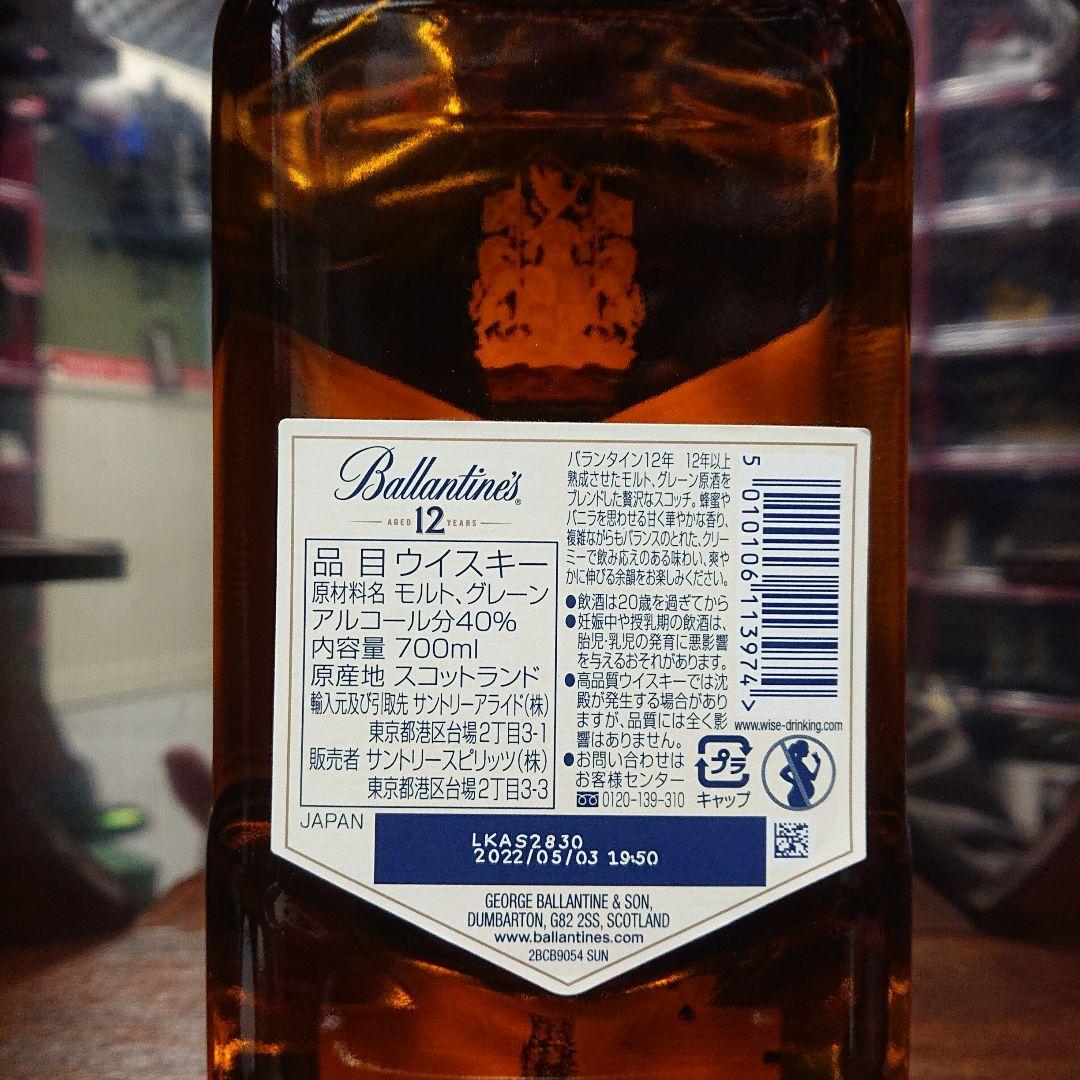 Ballantine's®
AGED 12 YEARS
品 目 ウイスキー
原材料名 モルト、グレーン
アルコール分40%
内容量 700ml
原産地 スコットランド
輸入元及び引取先 サントリーアライド(株)
東京都港区台場2丁目3-1
販売者 サントリースピリッツ(株)
東京都港区台場2丁目3-3
バランタイン12年 12年以上
熟成させたモルト、グレーン原酒を
ブレンドした贅沢なスコッチ。蜂蜜や
バニラを思わせる甘く華やかな香り、
複雑ながらもバランスのとれた、クリー
ミーで飲み応えのある味わい、爽や
かに伸びる余韻をお楽しみください。
●飲酒は20歳を過ぎてから
●妊娠中や授乳期の飲酒は、
胎児・乳児の発育に悪影響
を与えるおそれがあります。
●高品質ウイスキーでは沈
殿が発生する場合があり
ますが、品質には全く影
響はありません。
●お問い合わせは
お客様センター
0120-139-310
5 010106 113974 >
www.wise-drinking.com
プラ
キャップ
JAPAN
LKAS2830
2022/05/03 19:50
GEORGE BALLANTINE & SON,
DUMBARTON, G82 2SS, SCOTLAND
www.ballantines.com
2BCB9054 SUN